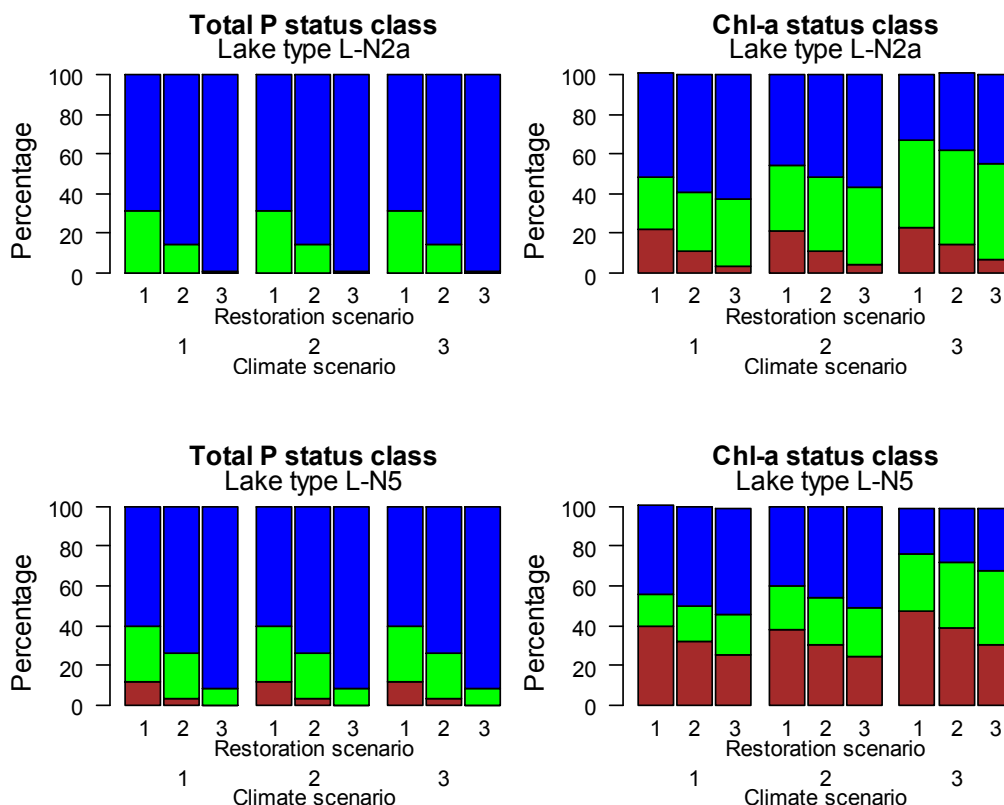 Total P status class
Lake type L-N2a
Percentage
100
80
60
40
20
0
1 2 3 1 2 3 1 2 3
Restoration scenario
1 2 3
Climate scenario
Chl-a status class
Lake type L-N2a
Percentage
100
80
60
40
20
0
1 2 3 1 2 3 1 2 3
Restoration scenario
1 2 3
Climate scenario
Total P status class
Lake type L-N5
Percentage
100
80
60
40
20
0
1 2 3 1 2 3 1 2 3
Restoration scenario
1 2 3
Climate scenario
Chl-a status class
Lake type L-N5
Percentage
100
80
60
40
20
0
1 2 3 1 2 3 1 2 3
Restoration scenario
1 2 3
Climate scenario